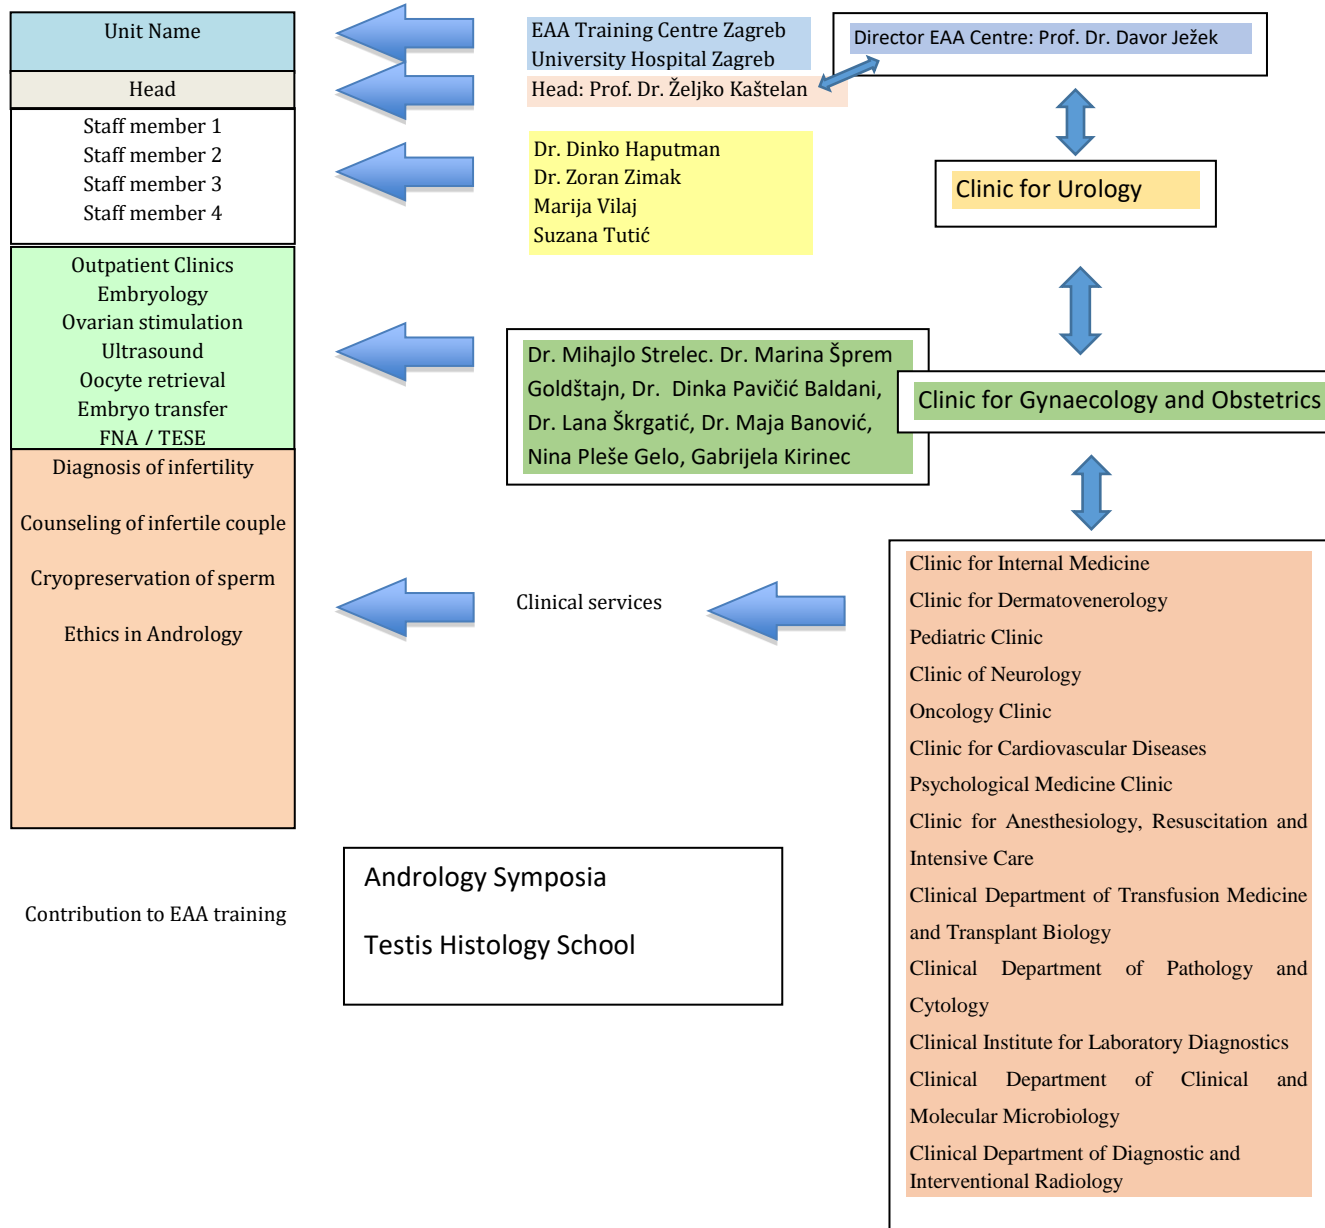 Unit Name
EAA Training Centre Zagreb
University Hospital Zagreb
Director EAA Centre: Prof. Dr. Davor Ježek
Head
Head: Prof. Dr. Željko Kaštelan
Staff member 1
Staff member 2
Staff member 3
Staff member 4
Dr. Dinko Haputman
Dr. Zoran Zimak
Marija Vilaj
Suzana Tutić
Clinic for Urology
Outpatient Clinics
Embryology
Ovarian stimulation
Ultrasound
Oocyte retrieval
Embryo transfer
FNA / TESE
Dr. Mihajlo Strelec. Dr. Marina Šprem
Goldštajn, Dr. Dinka Pavičić Baldani,
Dr. Lana Škrgatić, Dr. Maja Banović,
Nina Pleše Gelo, Gabrijela Kirinec
Clinic for Gynaecology and Obstetrics
Diagnosis of infertility
Counseling of infertile couple
Cryopreservation of sperm
Ethics in Andrology
Clinical services
Clinic for Internal Medicine
Clinic for Dermatovenerology
Pediatric Clinic
Clinic of Neurology
Oncology Clinic
Clinic for Cardiovascular Diseases
Psychological Medicine Clinic
Clinic for Anesthesiology, Resuscitation and
Intensive Care
Clinical Department of Transfusion Medicine
and Transplant Biology
Clinical Department of Pathology and
Cytology
Clinical Institute for Laboratory Diagnostics
Clinical Department of Clinical and
Molecular Microbiology
Clinical Department of Diagnostic and
Interventional Radiology
Contribution to EAA training
Andrology Symposia
Testis Histology School